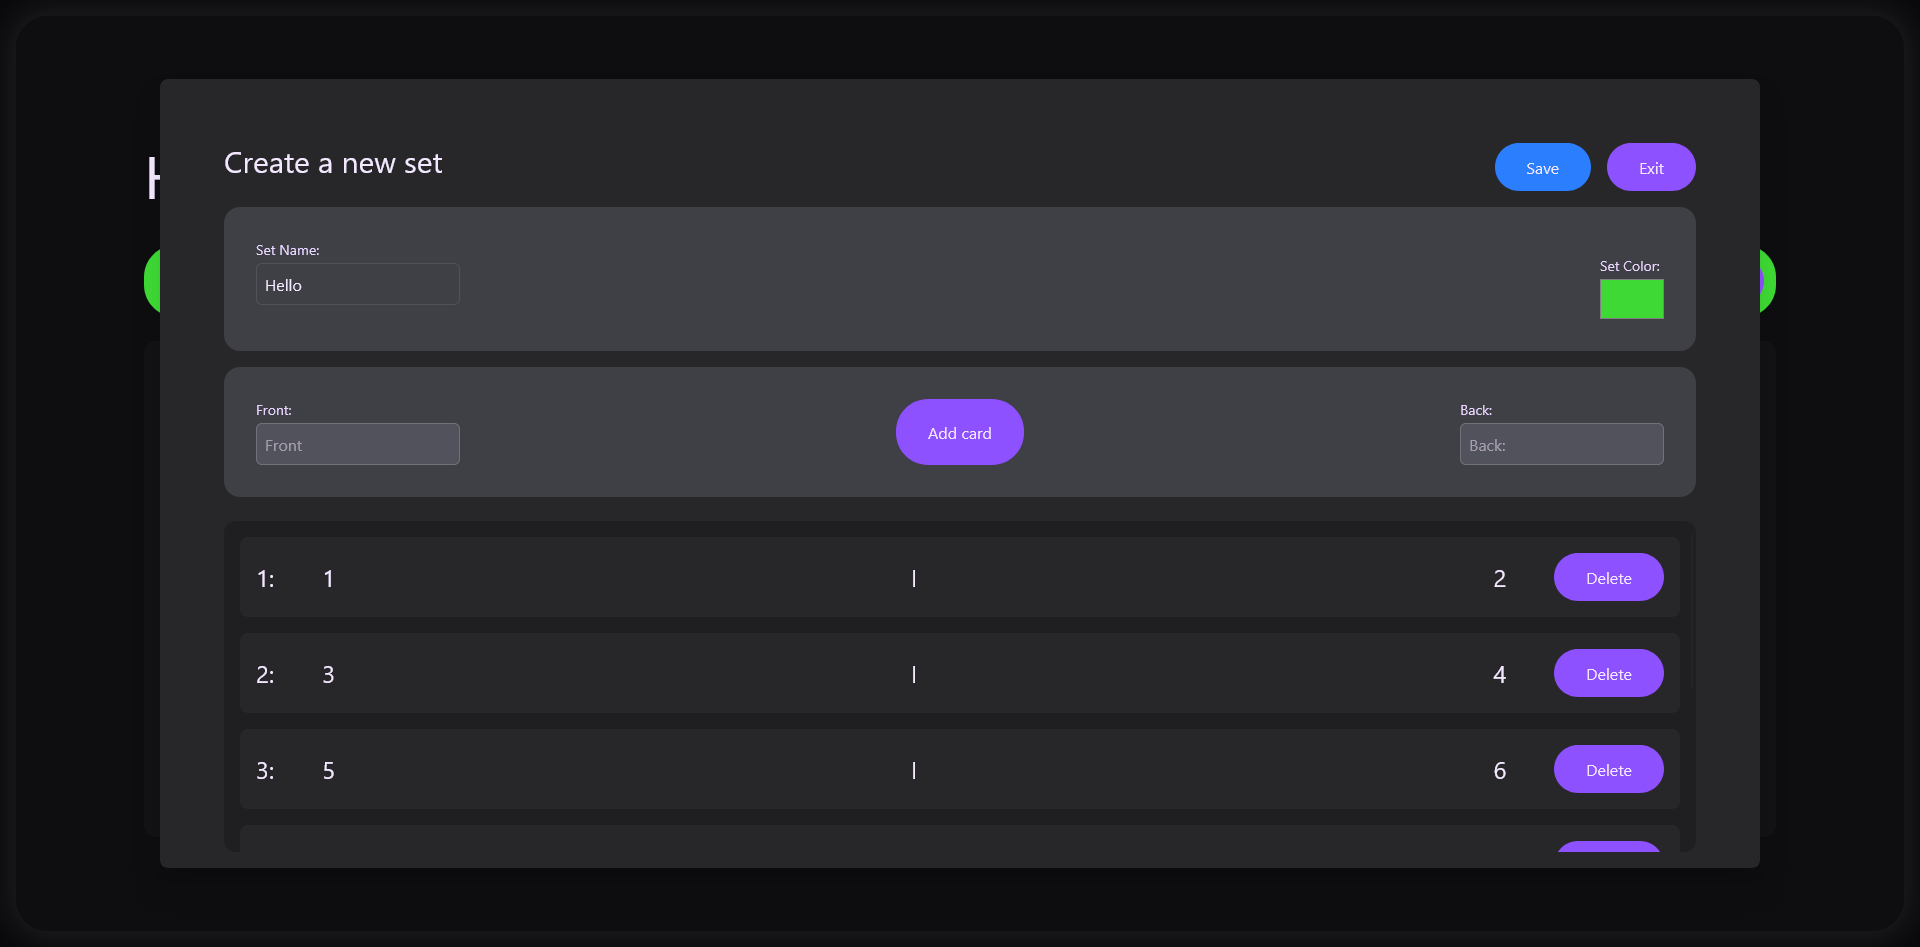 Create a new set
Save
Exit
Set Name:
Hello
Set Color:
Front:
Front
Add card
Back:
Back:
1: 1 | 2 Delete
2: 3 | 4 Delete
3: 5 | 6 Delete